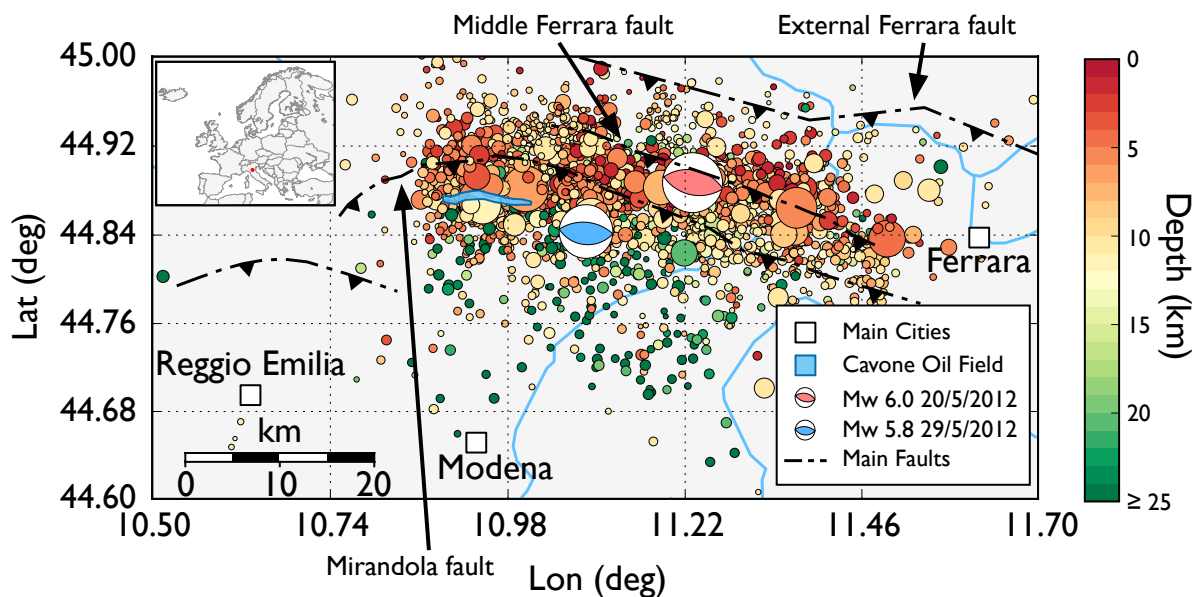 Middle Ferrara fault
External Ferrara fault
45.00
44.92
44.84
44.76
44.68
44.60
Lat (deg)
Ferrara
Reggio Emilia
Modena
km
0 10 20
Main Cities
Cavone Oil Field
Mw 6.0 20/5/2012
Mw 5.8 29/5/2012
Main Faults
10.50 10.74 10.98 11.22 11.46 11.70
Mirandola fault
Lon (deg)
0
5
10
15
20
≥ 25
Depth (km)